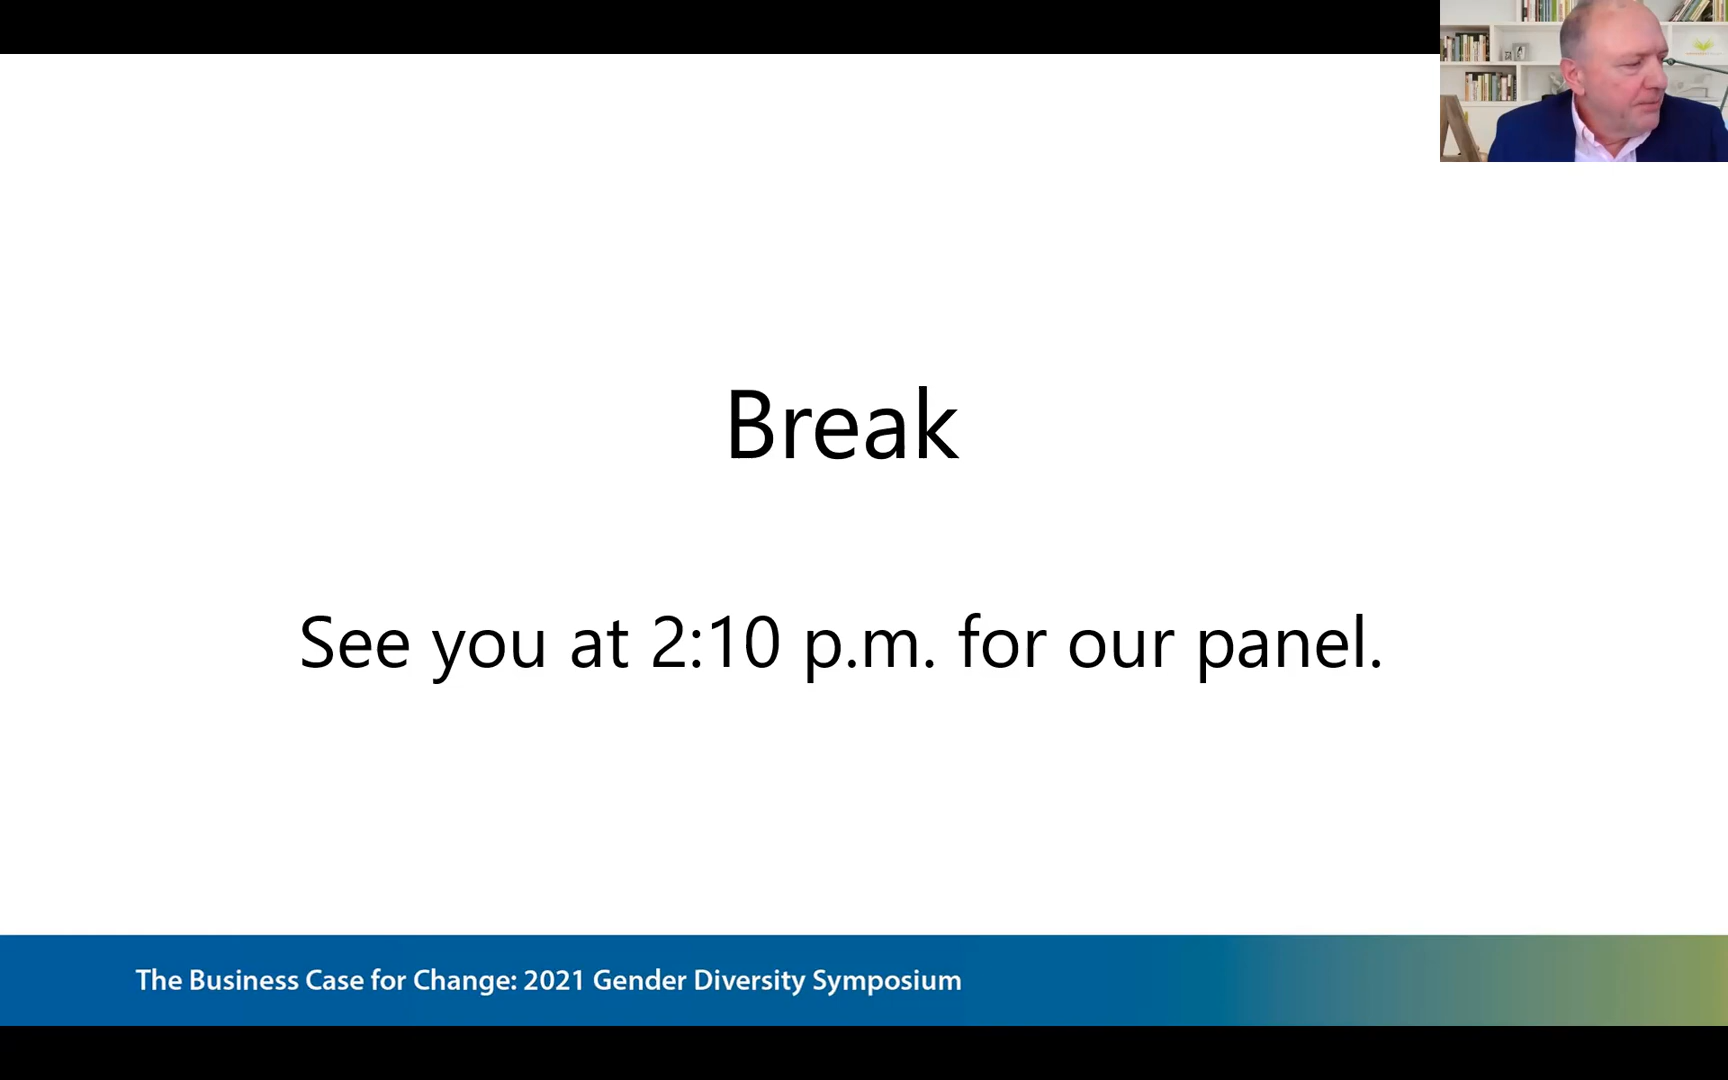 Break
See you at 2:10 p.m. for our panel.
The Business Case for Change: 2021 Gender Diversity Symposium